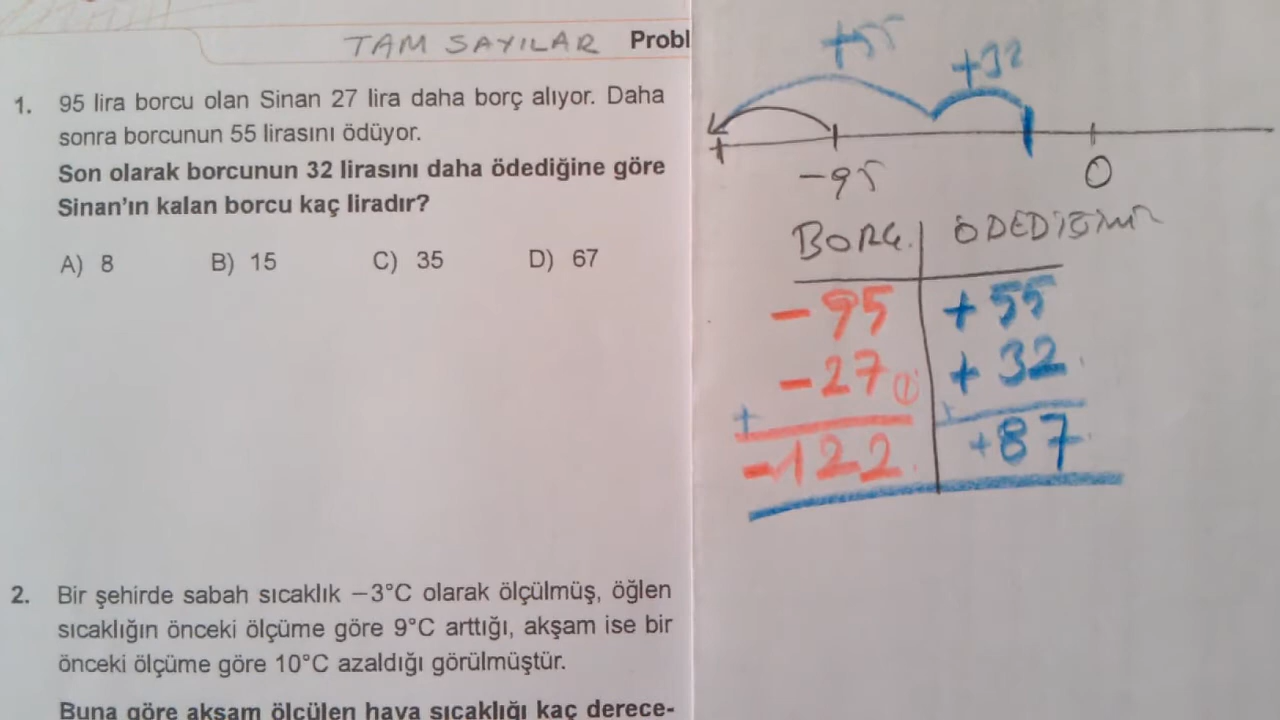 TAM SAYILAR Probl
1. 95 lira borcu olan Sinan 27 lira daha borç alıyor. Daha
sonra borcunun 55 lirasını ödüyor.
Son olarak borcunun 32 lirasını daha ödediğine göre
Sinan'ın kalan borcu kaç liradır?
A) 8 B) 15 C) 35 D) 67
2. Bir şehirde sabah sıcaklık −3°C olarak ölçülmüş, öğlen
sıcaklığın önceki ölçüme göre 9°C arttığı, akşam ise bir
önceki ölçüme göre 10°C azaldığı görülmüştür.
Buna göre akşam ölçülen hava sıcaklığı kaç derece-
+55 +32
-95 0
BORÇ
-95 +55
-27 + +32
+ +
-122 +87